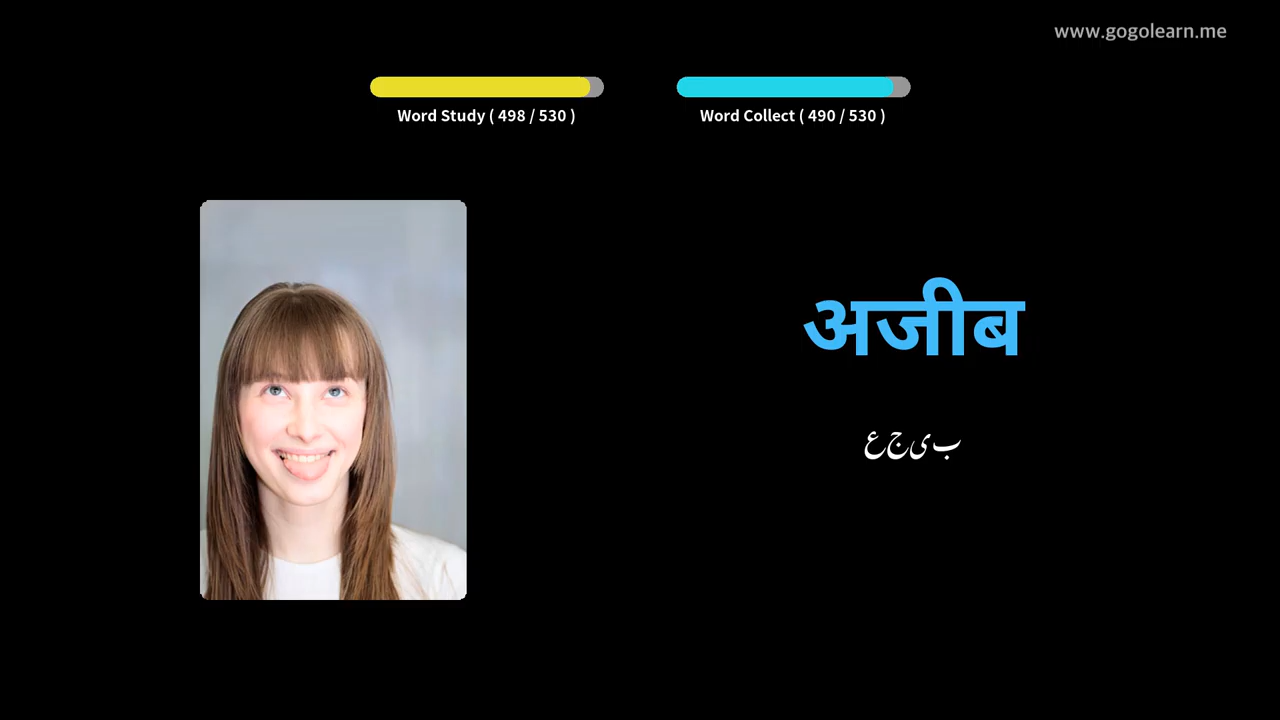 www.gogolearn.me
Word Study ( 498 / 530 )
Word Collect ( 490 / 530 )
अजीब
ب ی ج ع